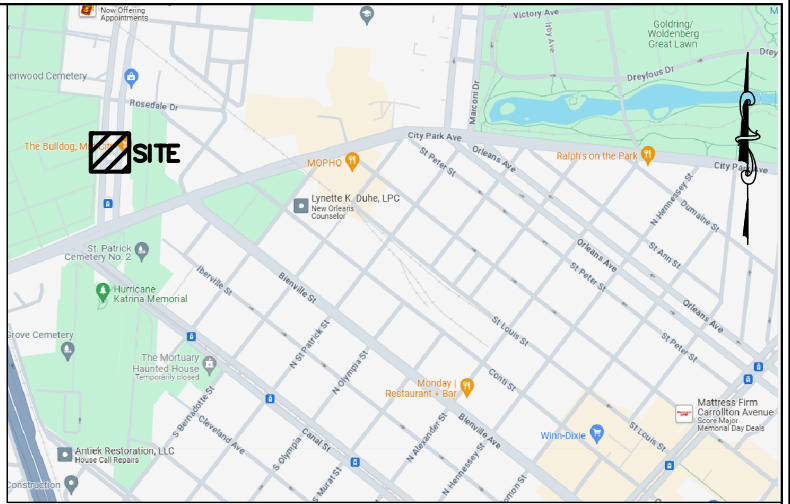 Now Offering
Appointments
Victory Ave
Goldring/
Woldenberg
Great Lawn
Dreyfous Dr
Drey
enwood Cemetery
Rosedale Dr
Marconi Dr
The Bulldog, Mi
SITE
City Park Ave
MOPHO
St Peter St
Orleans Ave
Ralph's on the Park
Lynette K. Duhe, LPC
New Orleans
Counselor
N Hennessey St
Dumaine St
St. Patrick
Cemetery No. 2
Iberville St
Bienville St
Orleans Ave
St Ann St
St Peter St
Hurricane
Katrina Memorial
Orleans Ave
Grove Cemetery
N St Patrick St
St Louis St
St Peter St
The Mortuary
Haunted House
Temporarily closed
N Olympia St
Conti St
Monday |
Restaurant + Bar
S Bernadotte St
Cleveland Ave
Canal St
Bienville Ave
Winn-Dixie
St Louis St
Mattress Firm
Carrollton Avenue
Score Major
Memorial Day Deals
Antiek Restoration, LLC
House Call Repairs
S Olympia
N Alexander St
N Hennessey St
S Murat St
omon St
Construction